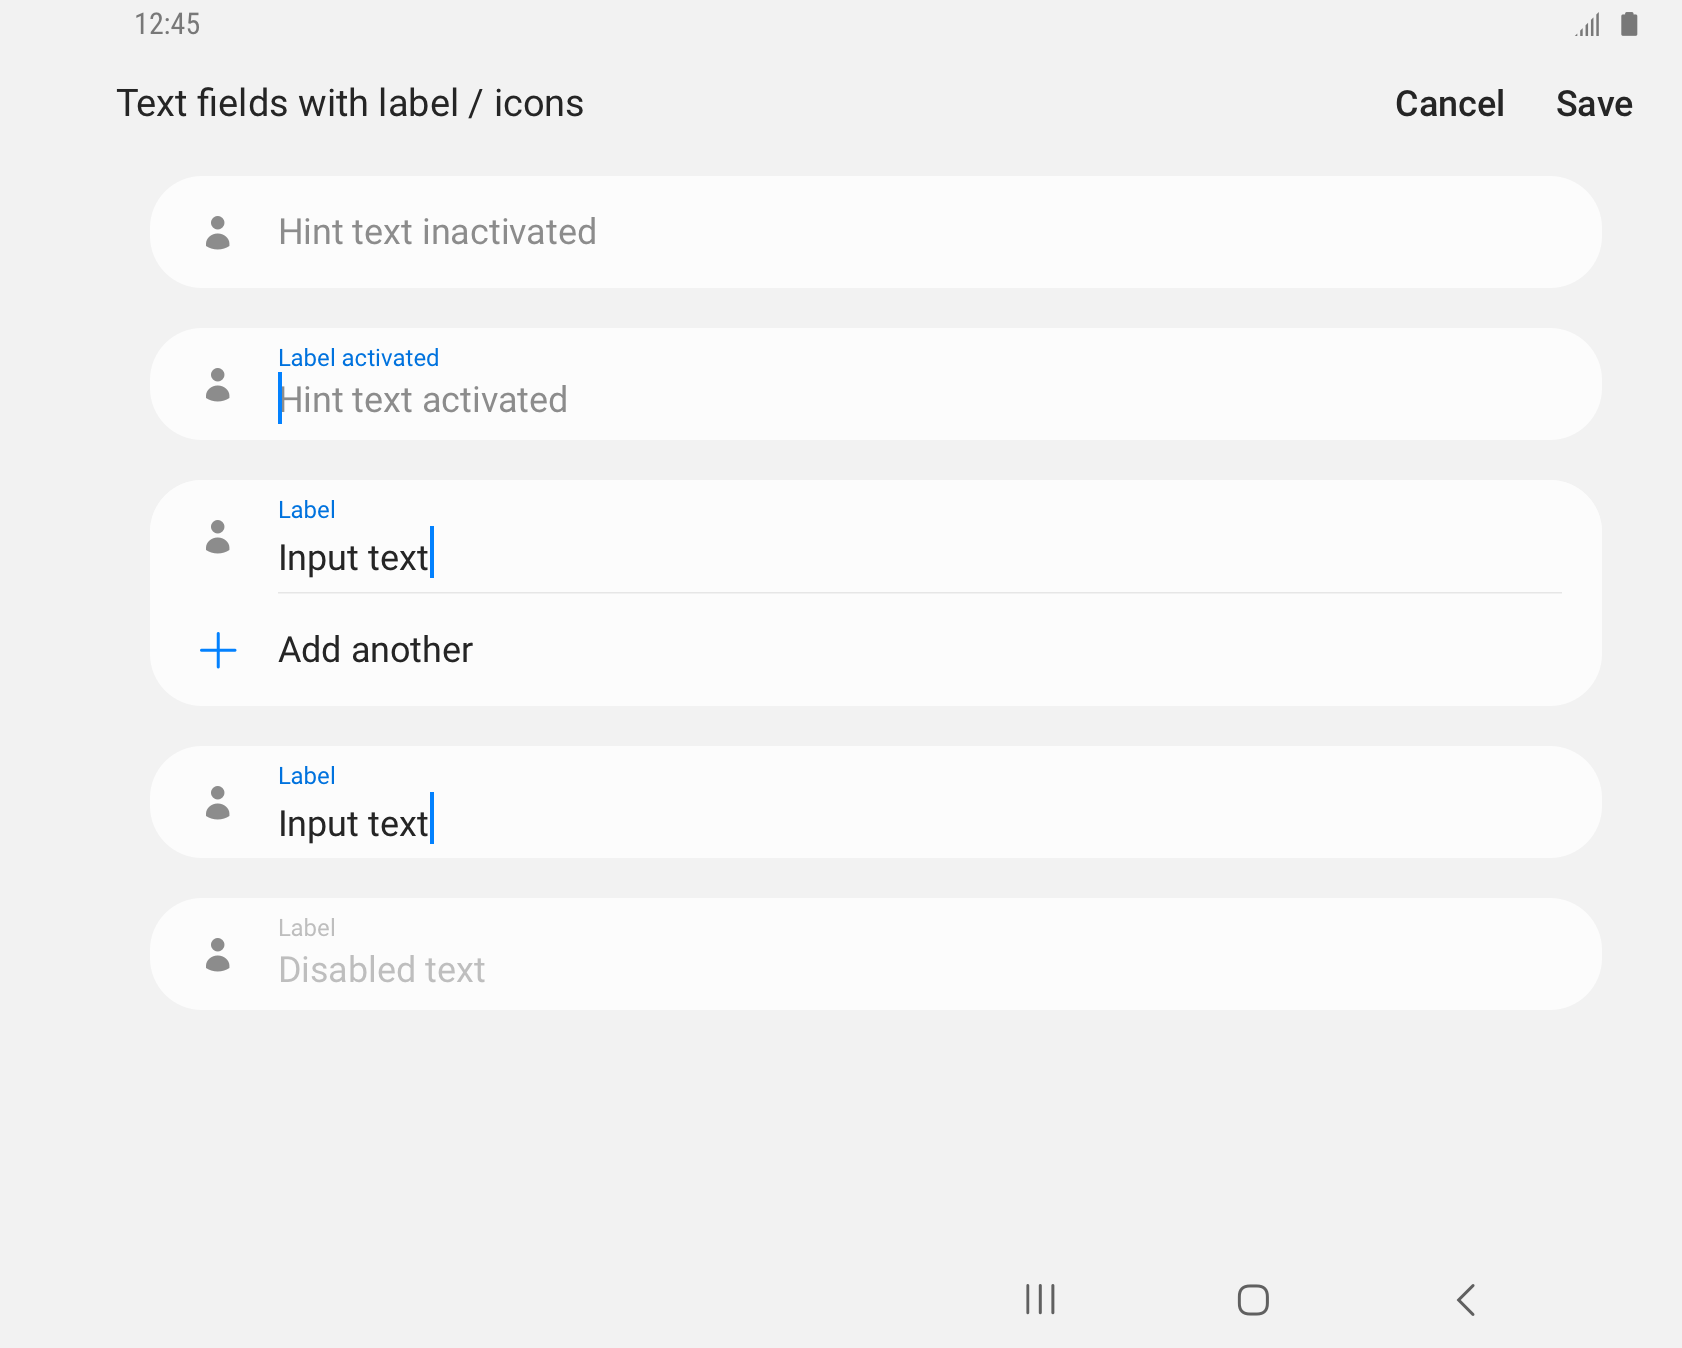 12:45
Text fields with label / icons
Cancel
Save
Hint text inactivated
Label activated
Hint text activated
Label
Input text
Add another
Label
Input text
Label
Disabled text